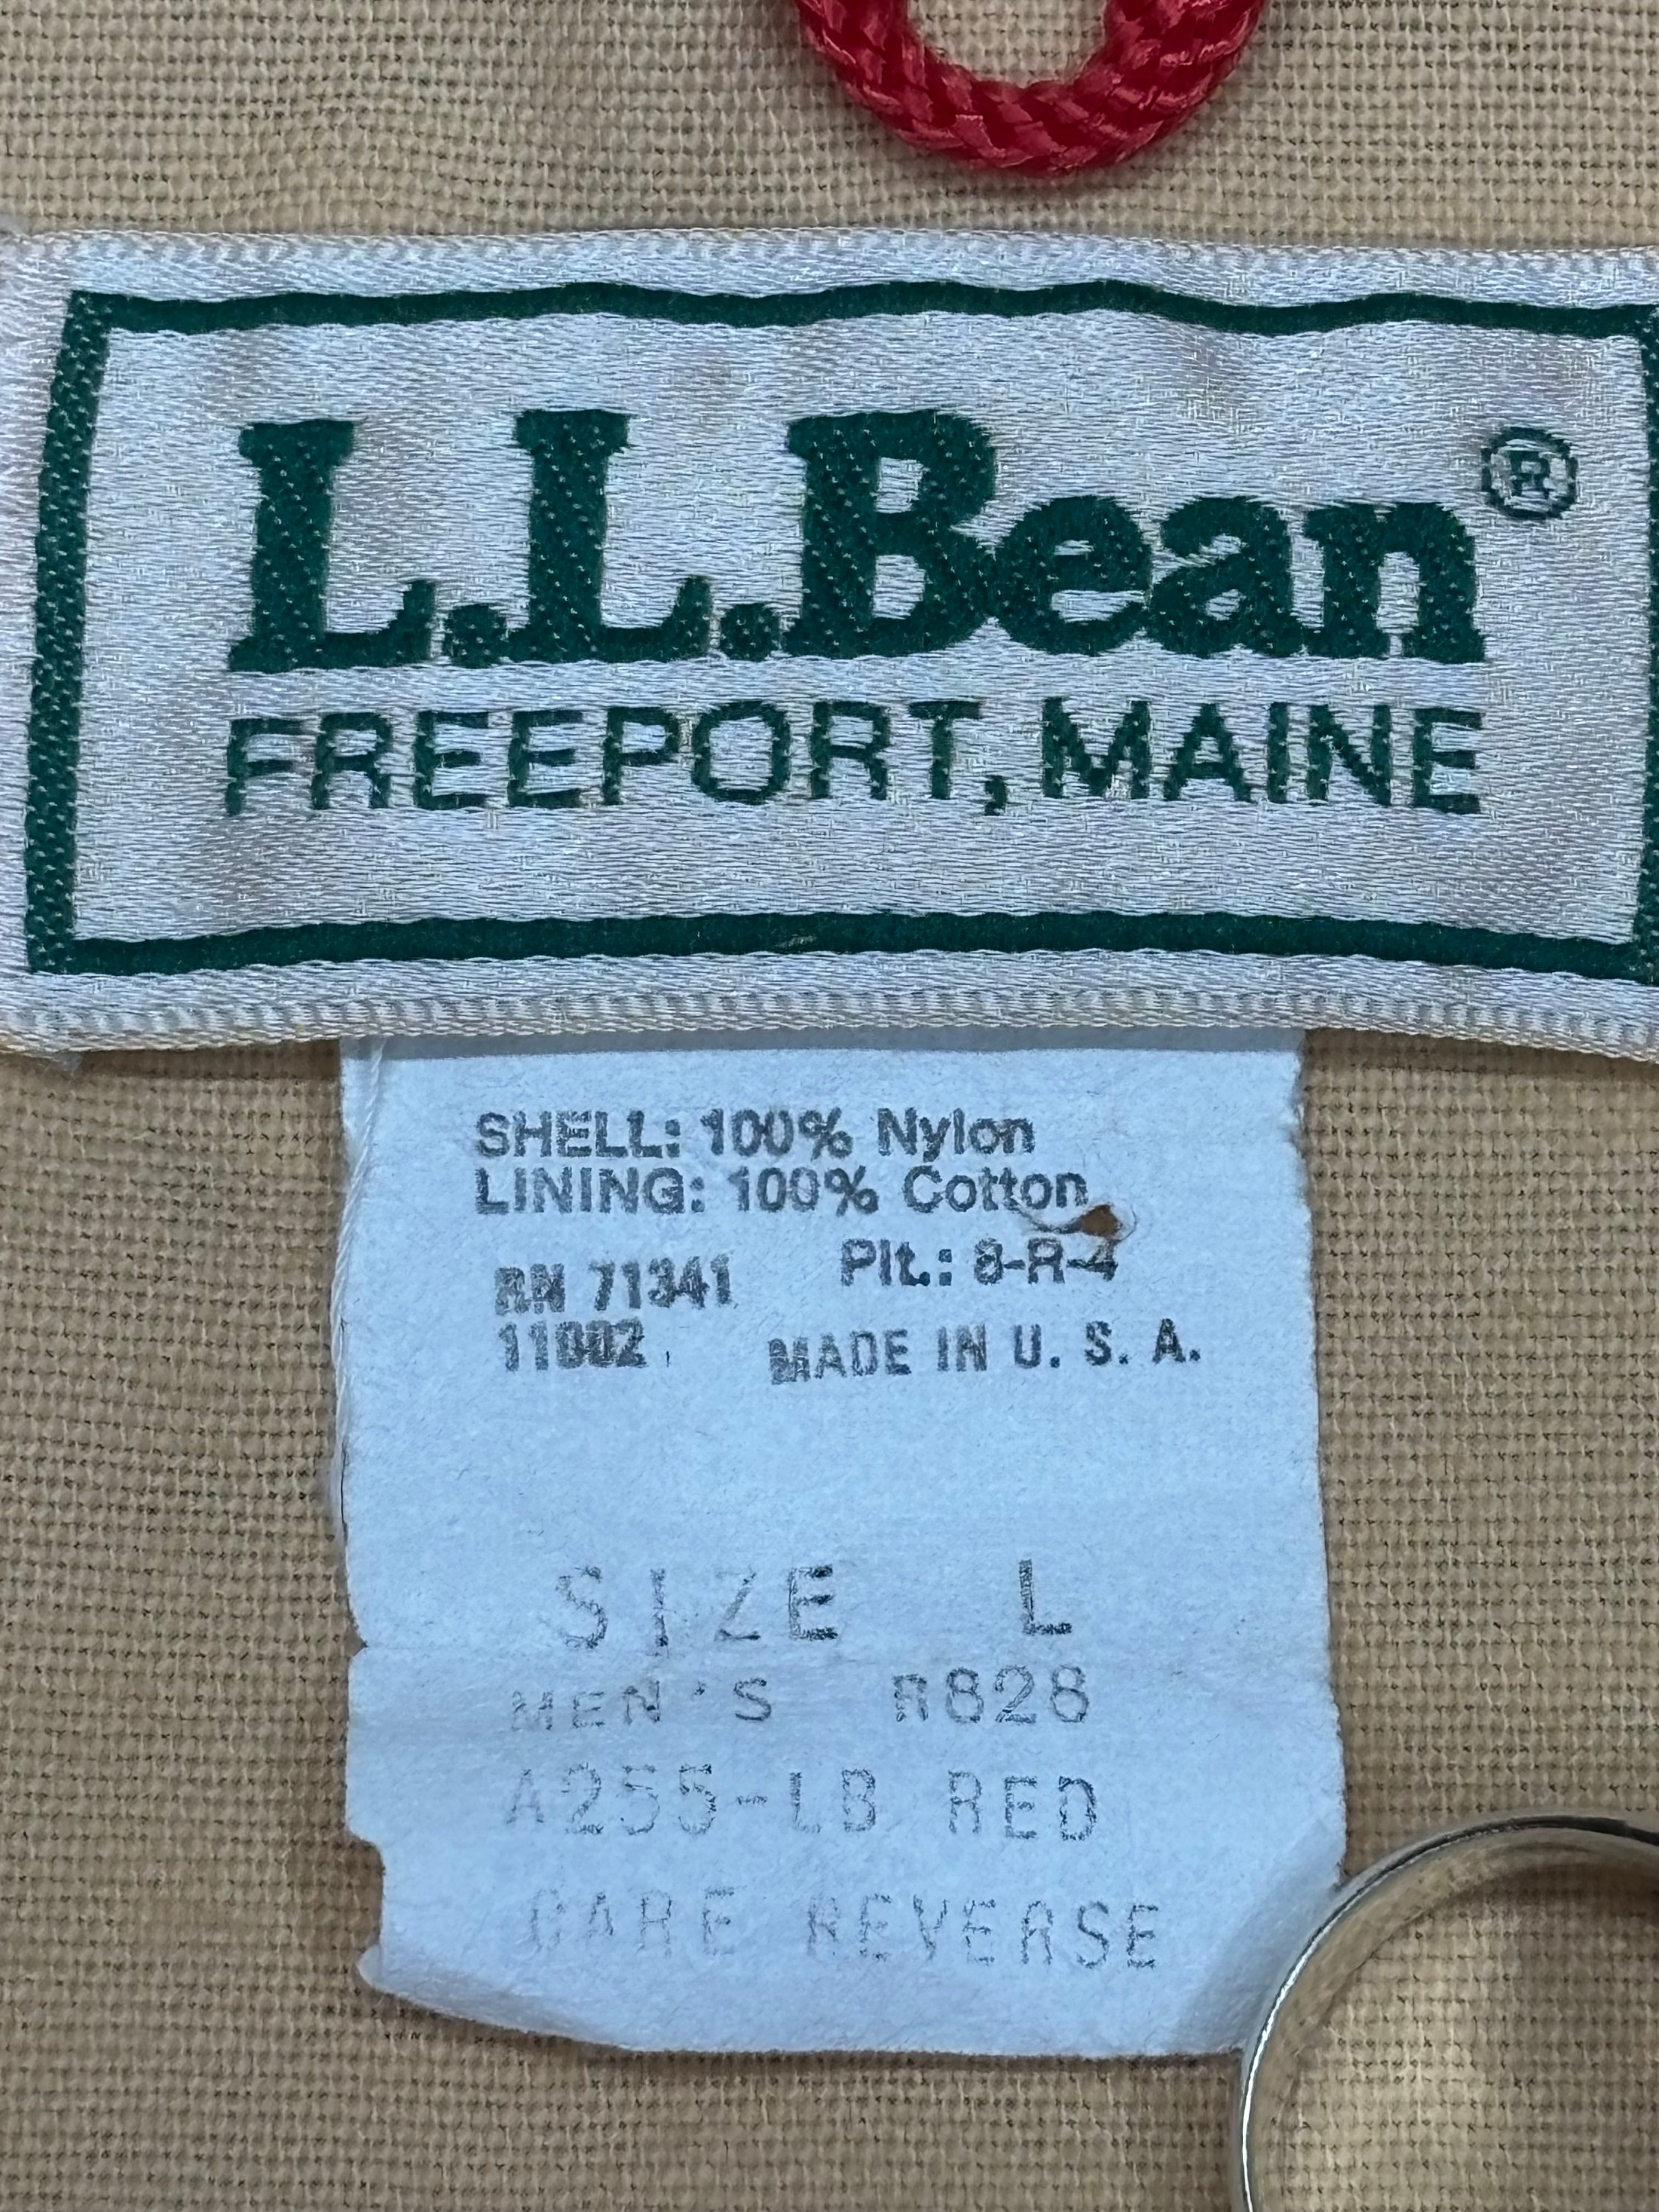 L.L.Bean®
FREEPORT, MAINE
SHELL: 100% Nylon
LINING: 100% Cotton
RN 71341 Plt.: 8-R-4
11002 MADE IN U. S. A.
SIZE L
MEN'S R828
A255-LB RED
CARE REVERSE